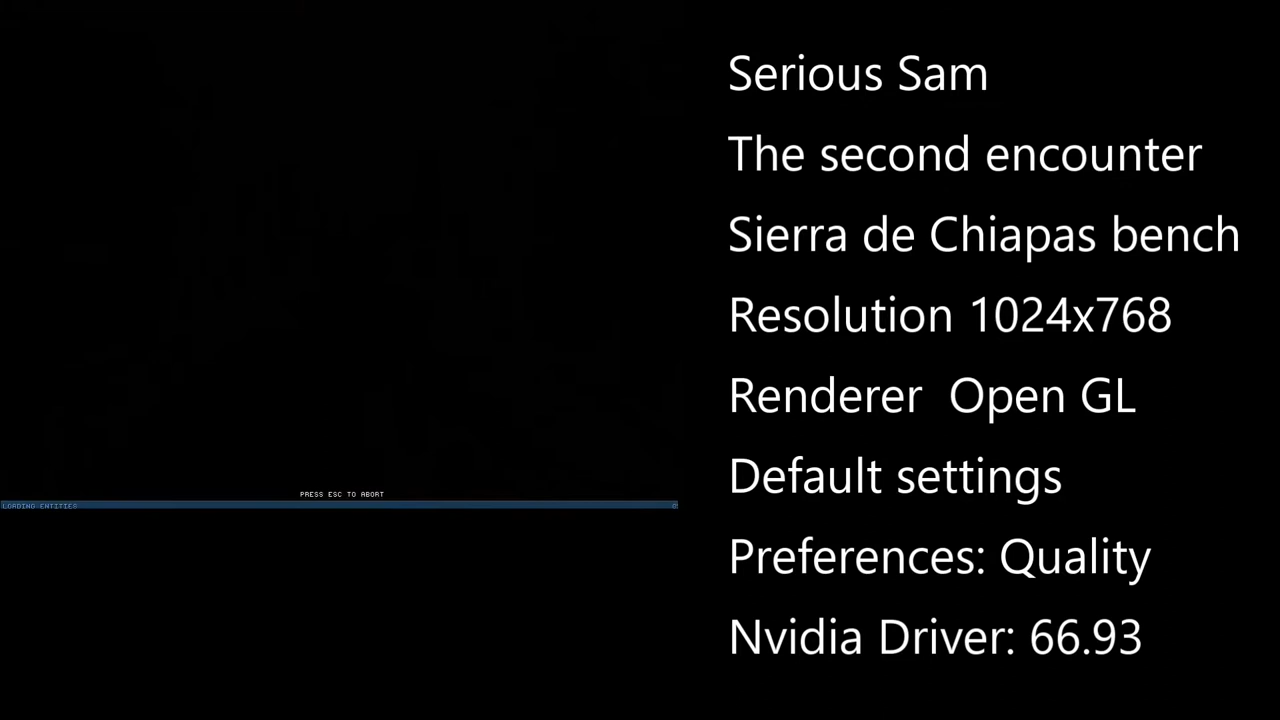 Serious Sam
The second encounter
Sierra de Chiapas bench
Resolution 1024x768
Renderer  Open GL
Default settings
Preferences: Quality
Nvidia Driver: 66.93
PRESS ESC TO ABORT
LOADING ENTITIES